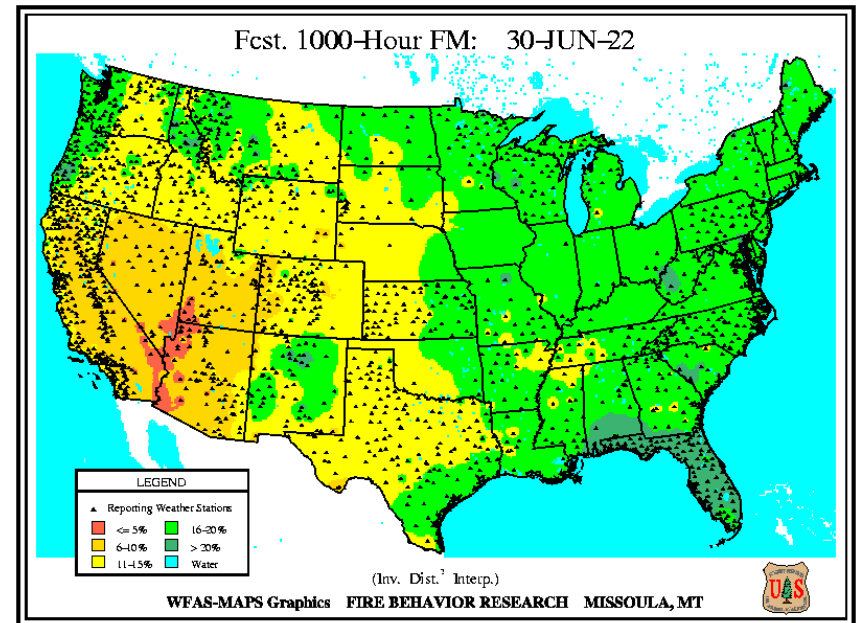 Fcst. 1000-Hour FM: 30-JUN-22
LEGEND
Reporting Weather Stations
<= 5% 16-20%
6-10% > 20%
11-15% Water
(Inv. Dist.² Interp.)
WFAS-MAPS Graphics FIRE BEHAVIOR RESEARCH MISSOULA, MT
U S